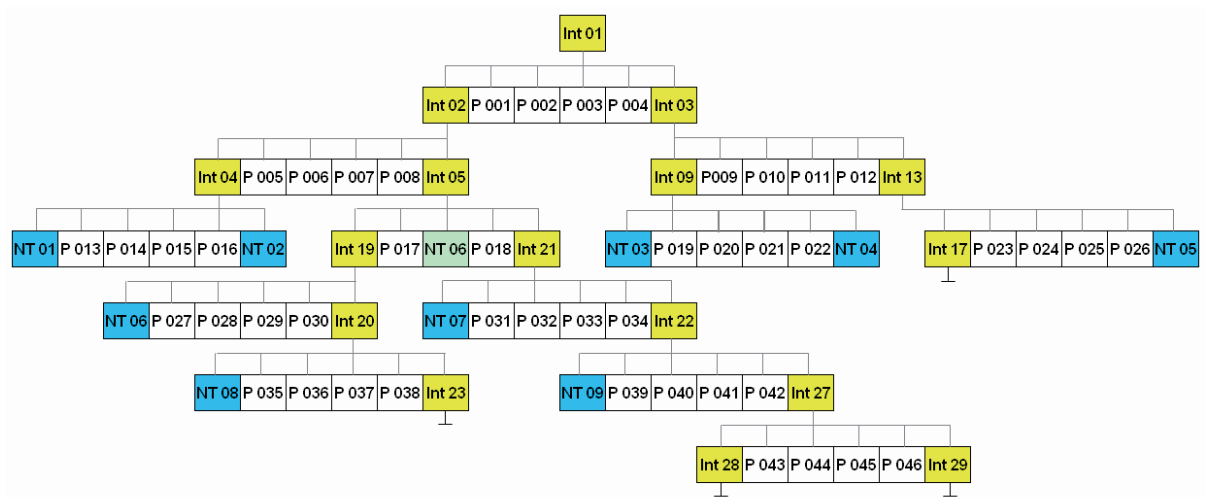 Int 01
Int 02 P 001 P 002 P 003 P 004 Int 03
Int 04 P 005 P 006 P 007 P 008 Int 05 Int 09 P009 P 010 P 011 P 012 Int 13
NT 01 P 013 P 014 P 015 P 016 NT 02 Int 19 P 017 NT 06 P 018 Int 21 NT 03 P 019 P 020 P 021 P 022 NT 04 Int 17 P 023 P 024 P 025 P 026 NT 05
NT 06 P 027 P 028 P 029 P 030 Int 20 NT 07 P 031 P 032 P 033 P 034 Int 22
NT 08 P 035 P 036 P 037 P 038 Int 23 NT 09 P 039 P 040 P 041 P 042 Int 27
Int 28 P 043 P 044 P 045 P 046 Int 29